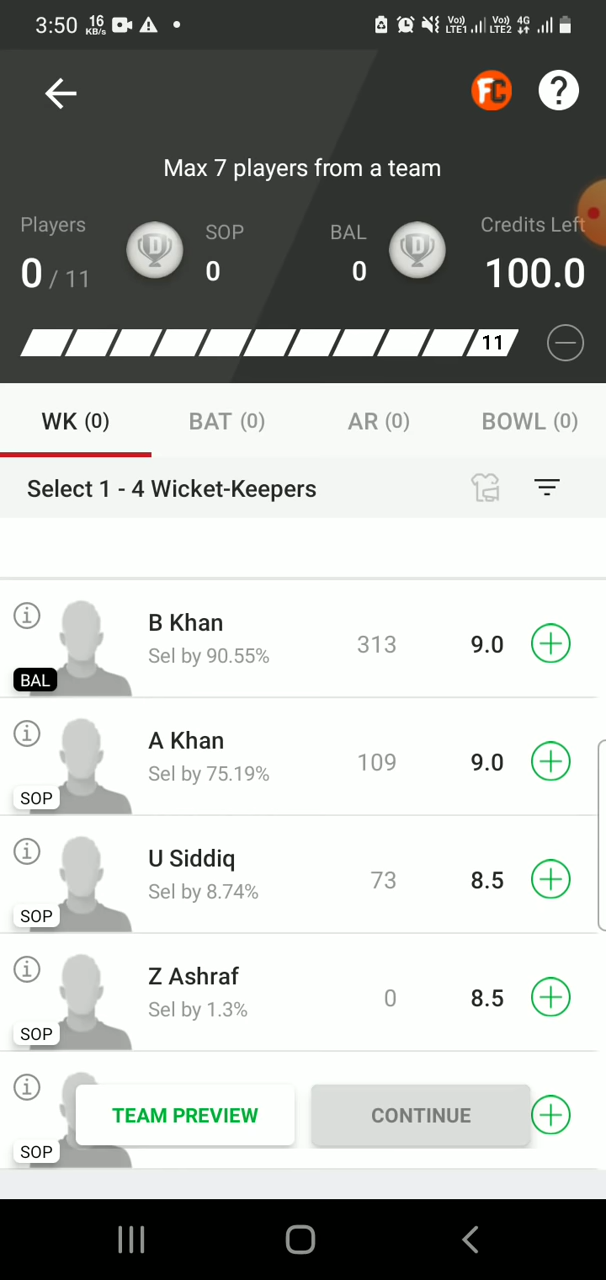 3:50 16 KB/s Vo)) LTE1 Vo)) LTE2 4G
FC ?
Max 7 players from a team
Players SOP BAL Credits Left
0 / 11 D 0 0 D 100.0
11
WK (0) BAT (0) AR (0) BOWL (0)
Select 1 - 4 Wicket-Keepers
B Khan
Sel by 90.55% 313 9.0
BAL
A Khan
Sel by 75.19% 109 9.0
SOP
U Siddiq
Sel by 8.74% 73 8.5
SOP
Z Ashraf
Sel by 1.3% 0 8.5
SOP
TEAM PREVIEW CONTINUE
SOP